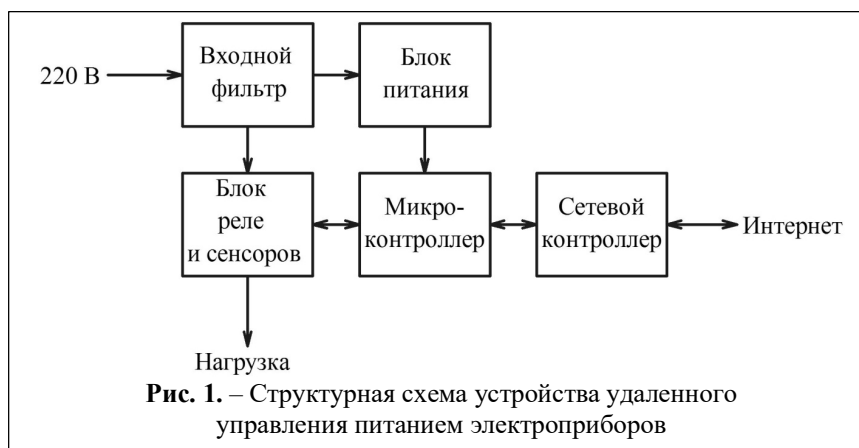 220 В
Входной
фильтр
Блок
питания
Блок
реле
и сенсоров
Микро-
контроллер
Сетевой
контроллер
Интернет
Нагрузка
Рис. 1. – Структурная схема устройства удаленного
управления питанием электроприборов